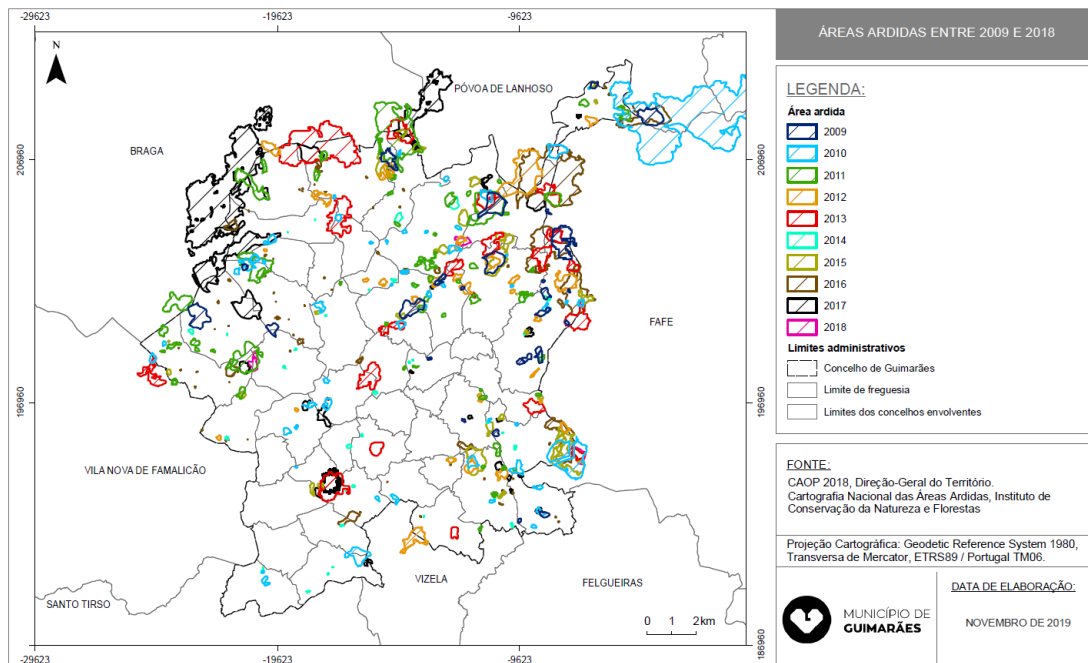 -29623
-19623
-9623
N
ÁREAS ARDIDAS ENTRE 2009 E 2018
PÓVOA DE LANHOSO
BRAGA
206960
206960
FAFE
196960
196960
VILA NOVA DE FAMALICÃO
VIZELA
FELGUEIRAS
SANTO TIRSO
0 1 2 km
186960
-29623
-19623
-9623
LEGENDA:
Área ardida
2009
2010
2011
2012
2013
2014
2015
2016
2017
2018
Limites administrativos
Concelho de Guimarães
Limite de freguesia
Limites dos concelhos envolventes
FONTE:
CAOP 2018, Direção-Geral do Território.
Cartografia Nacional das Áreas Ardidas, Instituto de
Conservação da Natureza e Florestas
Projeção Cartográfica: Geodetic Reference System 1980,
Transversa de Mercator, ETRS89 / Portugal TM06.
MUNICÍPIO DE
GUIMARÃES
DATA DE ELABORAÇÃO:
NOVEMBRO DE 2019